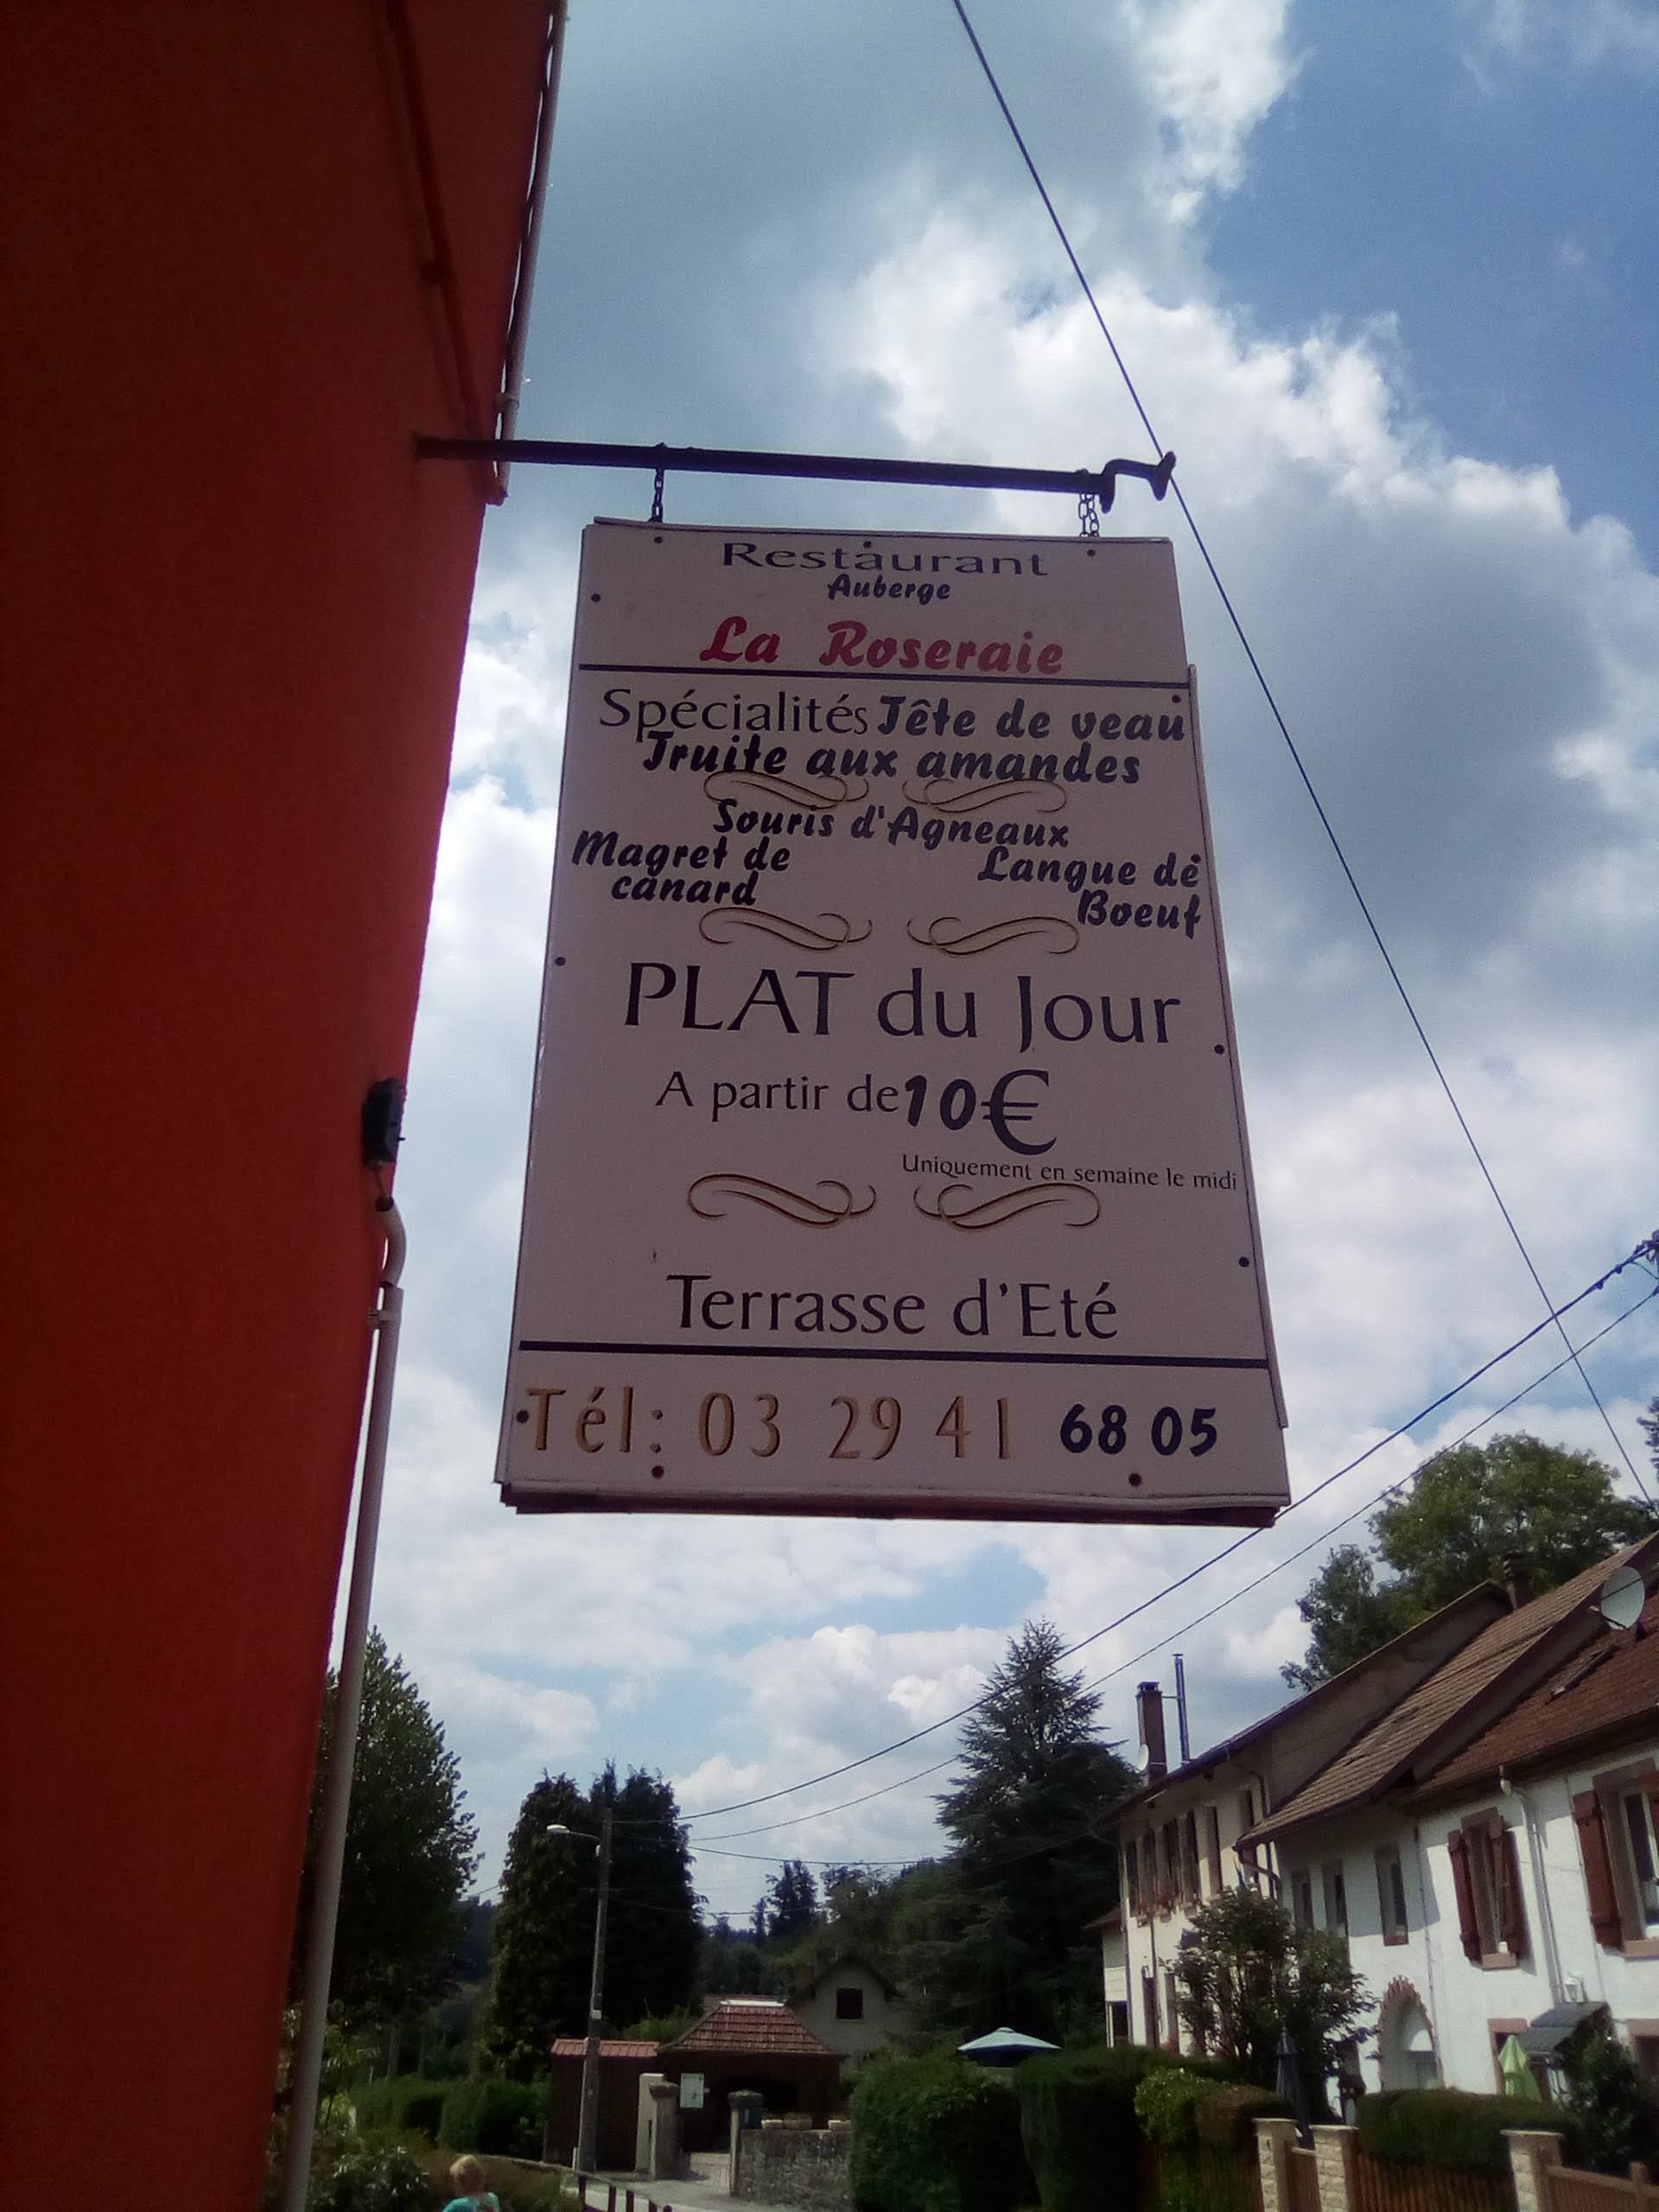 Restaurant
Auberge
La Roseraie
Spécialités Tête de veau
Truite aux amandes
Souris d'Agneaux
Magret de
canard
Langue de
Boeuf
PLAT du Jour
A partir de 10€
Uniquement en semaine le midi
Terrasse d'Eté
Tél: 03 29 41 68 05